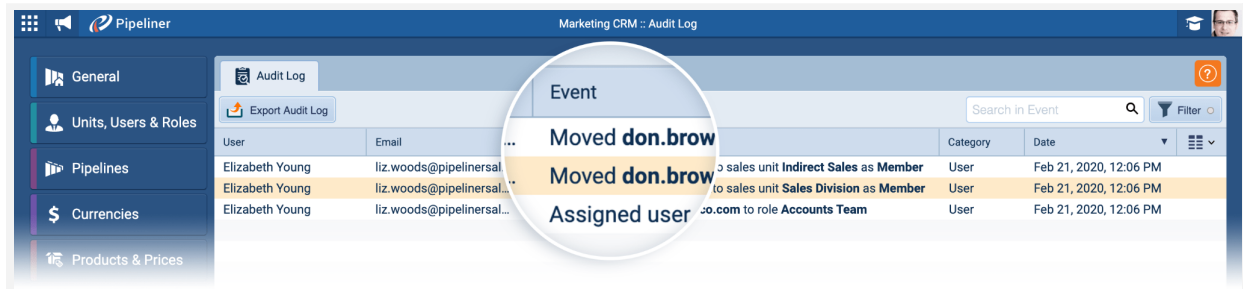 Pipeliner
Marketing CRM :: Audit Log
General
Units, Users & Roles
Pipelines
Currencies
Products & Prices
Audit Log
Export Audit Log
Search in Event
Filter
User Email Event Category Date
Elizabeth Young liz.woods@pipelinersal... Moved don.brow to sales unit Indirect Sales as Member User Feb 21, 2020, 12:06 PM
Elizabeth Young liz.woods@pipelinersal... Moved don.brow to sales unit Sales Division as Member User Feb 21, 2020, 12:06 PM
Elizabeth Young liz.woods@pipelinersal... Assigned user co.com to role Accounts Team User Feb 21, 2020, 12:06 PM